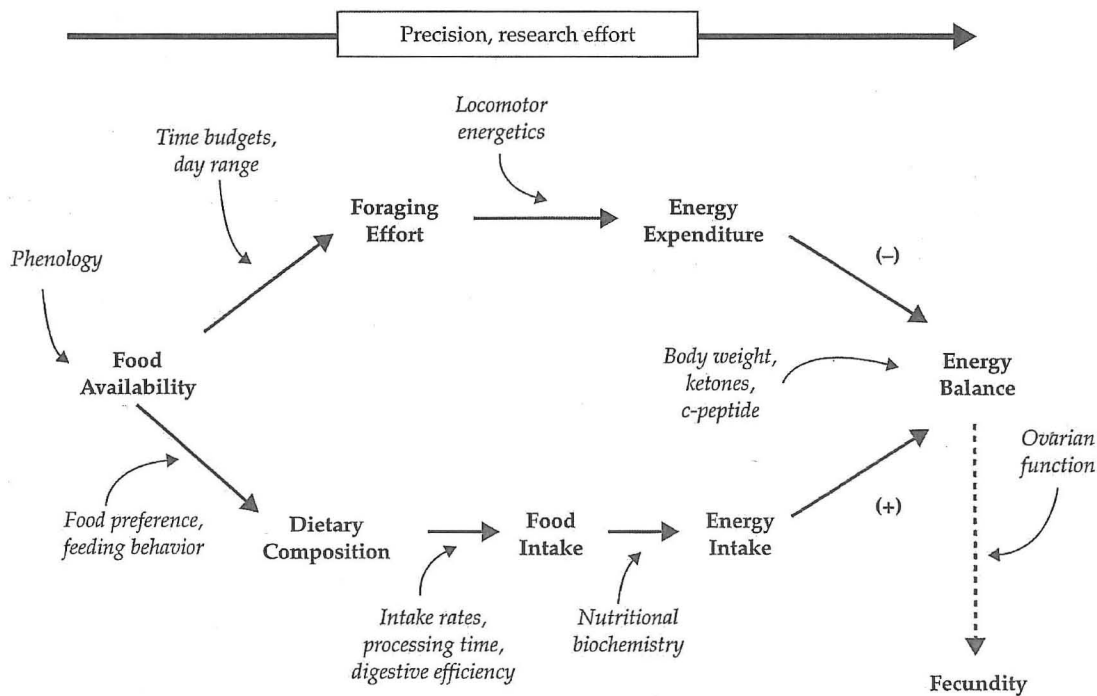 Precision, research effort
Locomotor
energetics
Time budgets,
day range
Foraging
Effort
Energy
Expenditure
(–)
Phenology
Food
Availability
Body weight,
ketones,
c-peptide
Energy
Balance
Ovarian
function
Food preference,
feeding behavior
Dietary
Composition
Food
Intake
Energy
Intake
(+)
Intake rates,
processing time,
digestive efficiency
Nutritional
biochemistry
Fecundity